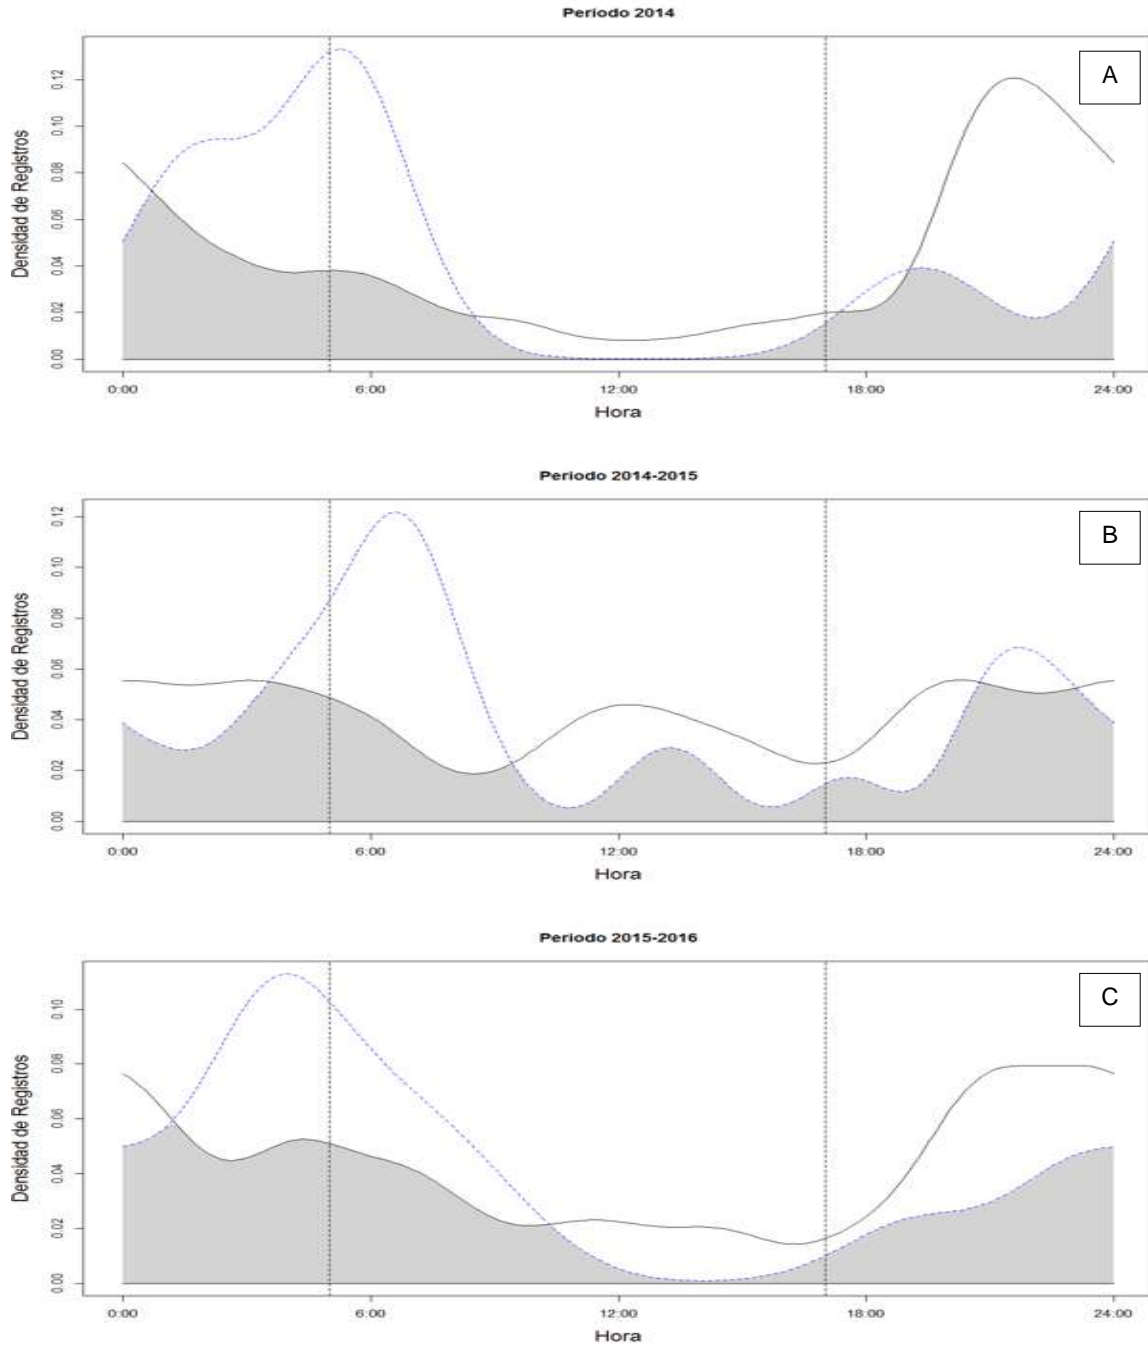 Periodo 2014
A
Densidad de Registros
0.12
0.10
0.08
0.06
0.04
0.02
0.00
0:00 6:00 12:00 18:00 24:00
Hora
Periodo 2014-2015
B
Densidad de Registros
0.12
0.10
0.08
0.06
0.04
0.02
0.00
0:00 6:00 12:00 18:00 24:00
Hora
Periodo 2015-2016
C
Densidad de Registros
0.10
0.08
0.06
0.04
0.02
0.00
0:00 6:00 12:00 18:00 24:00
Hora